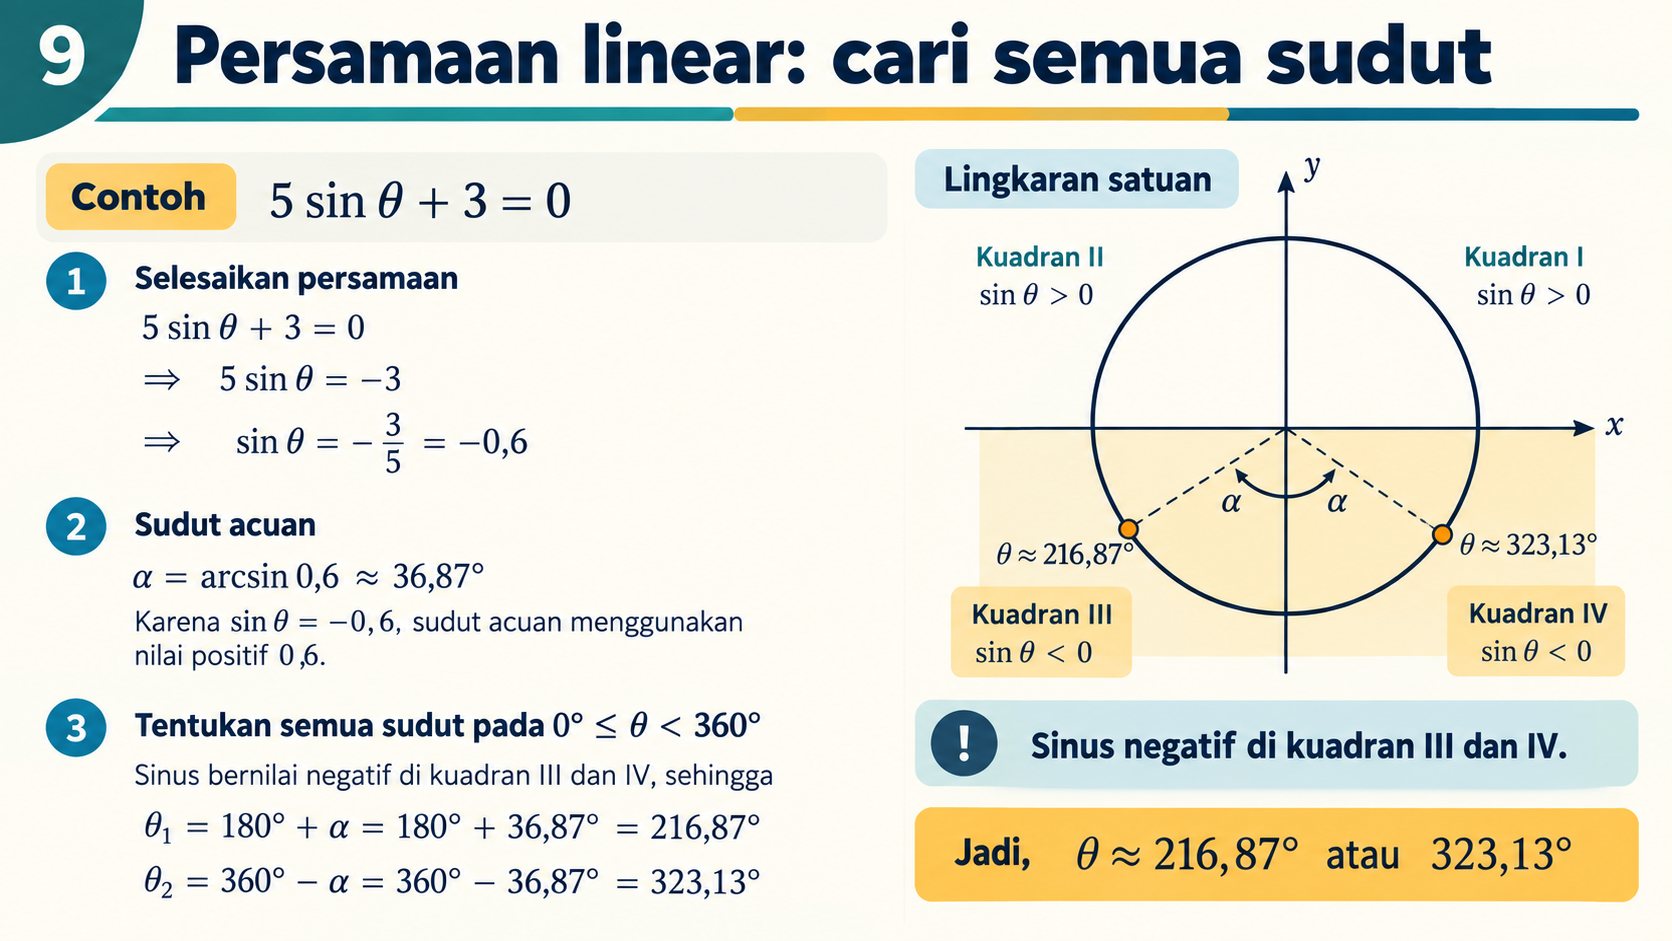 9
Persamaan linear: cari semua sudut
Contoh 5 sin θ + 3 = 0
1 Selesaikan persamaan
5 sin θ + 3 = 0
⇒ 5 sin θ = −3
⇒ sin θ = − 3/5 = −0,6
2 Sudut acuan
α = arcsin 0,6 ≈ 36,87°
Karena sin θ = −0,6, sudut acuan menggunakan
nilai positif 0,6.
3 Tentukan semua sudut pada 0° ≤ θ < 360°
Sinus bernilai negatif di kuadran III dan IV, sehingga
θ₁ = 180° + α = 180° + 36,87° = 216,87°
θ₂ = 360° − α = 360° − 36,87° = 323,13°
Lingkaran satuan
y
Kuadran II
sin θ > 0
Kuadran I
sin θ > 0
x
α α
θ ≈ 216,87°
θ ≈ 323,13°
Kuadran III
sin θ < 0
Kuadran IV
sin θ < 0
! Sinus negatif di kuadran III dan IV.
Jadi, θ ≈ 216,87° atau 323,13°